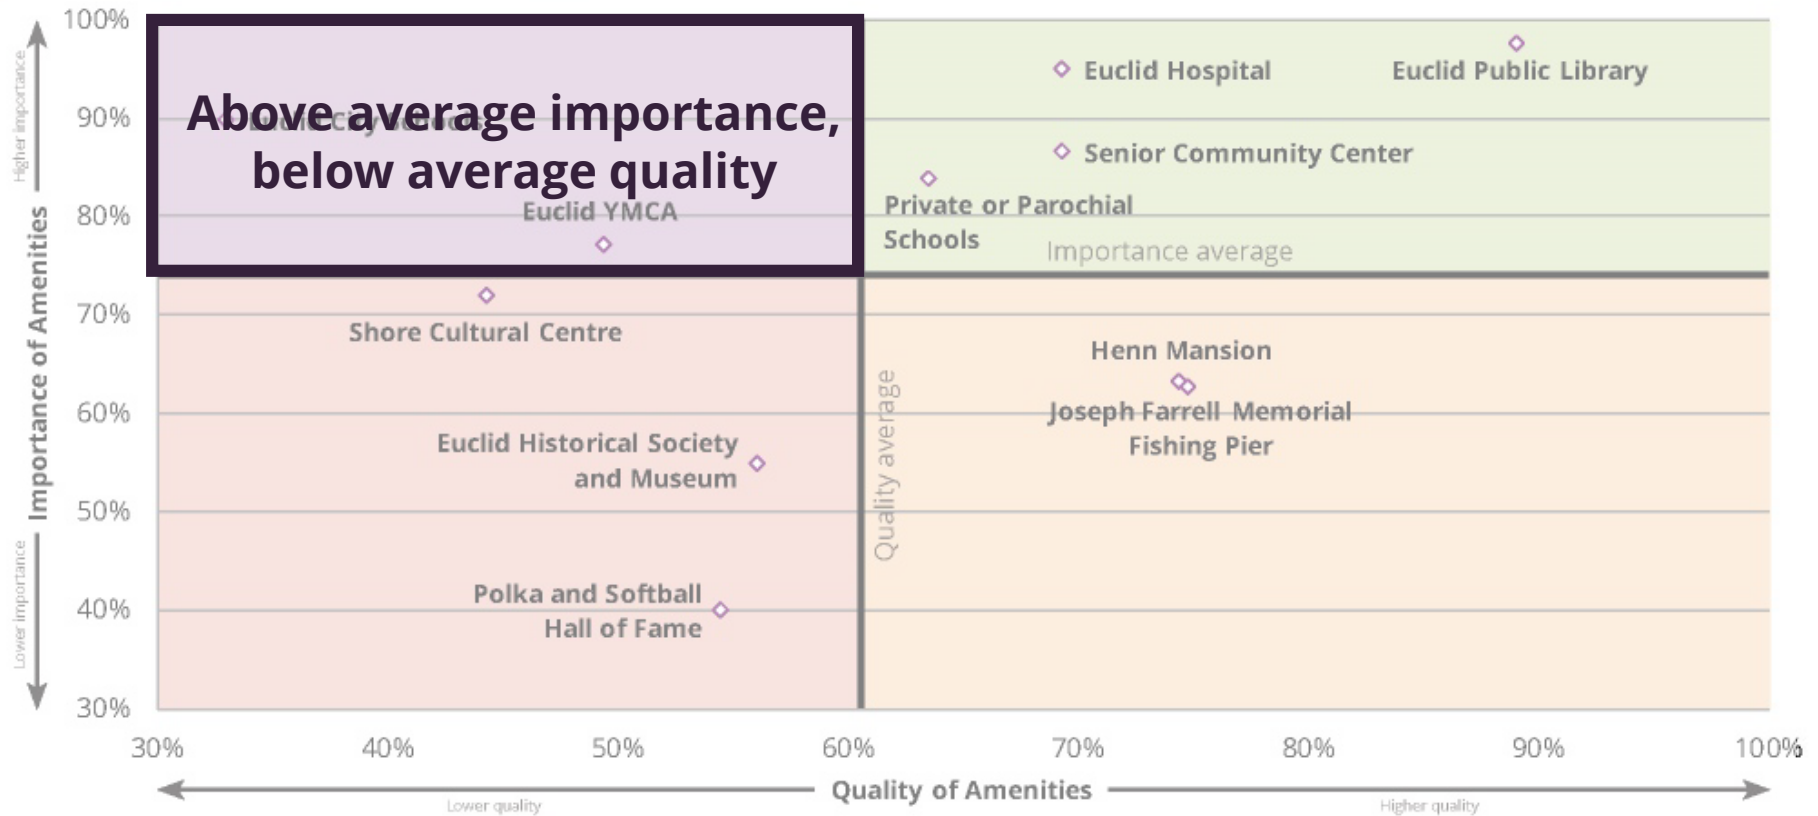 100%
90%
80%
70%
60%
50%
40%
30%
Higher importance
Importance of Amenities
Lower importance
Above average importance,
below average quality
Euclid City Schools
Euclid YMCA
Euclid Hospital
Euclid Public Library
Senior Community Center
Private or Parochial
Schools
Importance average
Shore Cultural Centre
Henn Mansion
Joseph Farrell Memorial
Fishing Pier
Quality average
Euclid Historical Society
and Museum
Polka and Softball
Hall of Fame
30%
40%
50%
60%
70%
80%
90%
100%
Quality of Amenities
Lower quality
Higher quality